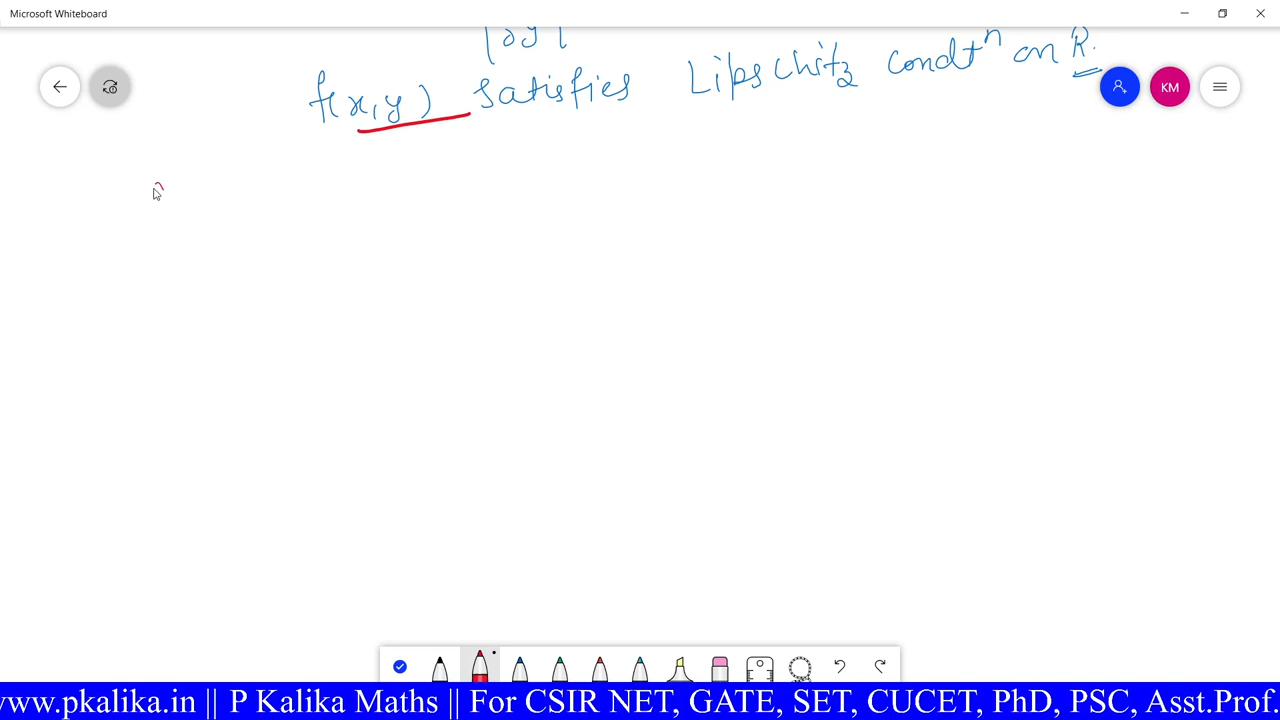 Microsoft Whiteboard
f(x,y) satisfies Lipschitz condtⁿ on R.
KM
www.pkalika.in || P Kalika Maths || For CSIR NET, GATE, SET, CUCET, PhD, PSC, Asst.Prof.